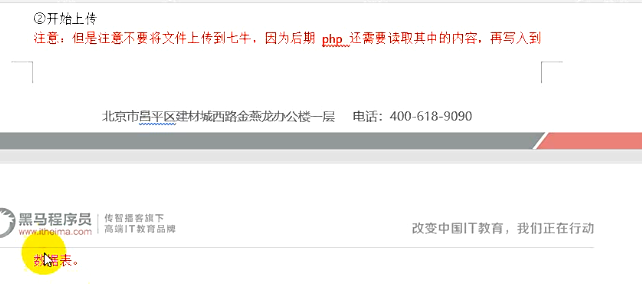 ②开始上传
注意：但是注意不要将文件上传到七牛，因为后期 php 还需要读取其中的内容，再写入到
北京市昌平区建材城西路金燕龙办公楼一层 电话：400-618-9090
黑马程序员 传智播客旗下
www.itheima.com 高端IT教育品牌
改变中国IT教育，我们正在行动
数据表。